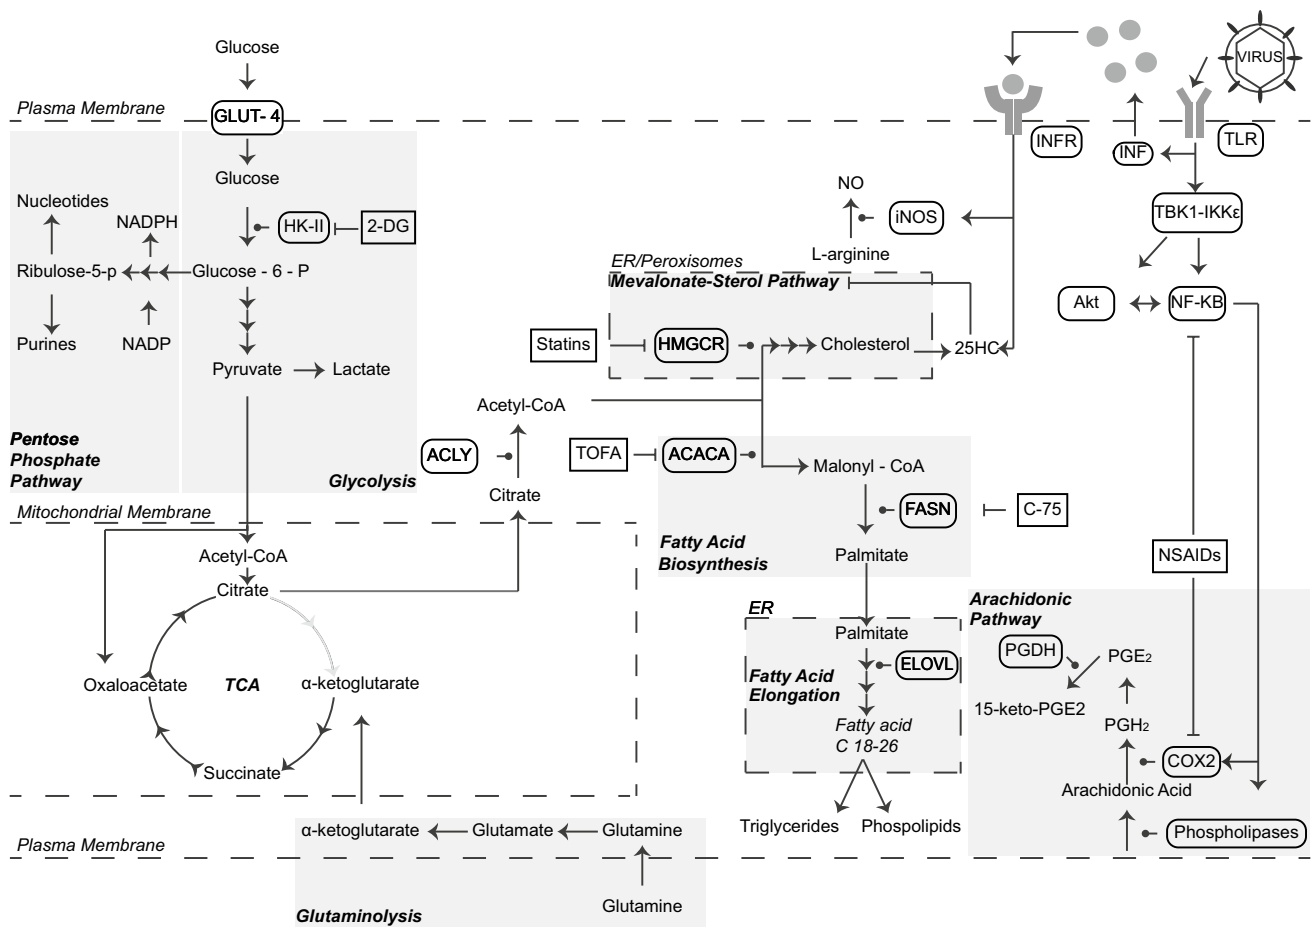 Glucose
VIRUS
Plasma Membrane
GLUT- 4
INFR
INF
TLR
Glucose
NO
Nucleotides
NADPH
HK-II
2-DG
iNOS
TBK1-IKKε
L-arginine
ER/Peroxisomes
Mevalonate-Sterol Pathway
Ribulose-5-p
Glucose - 6 - P
Akt
NF-KB
Purines
NADP
Statins
HMGCR
Cholesterol
25HC
Pyruvate
Lactate
Acetyl-CoA
Pentose
Phosphate
Pathway
Glycolysis
ACLY
TOFA
ACACA
Malonyl - CoA
Citrate
Mitochondrial Membrane
FASN
C-75
Fatty Acid
Biosynthesis
Palmitate
NSAIDs
Acetyl-CoA
Citrate
ER
Arachidonic
Pathway
Palmitate
PGDH
PGE2
ELOVL
Fatty Acid
Elongation
Oxaloacetate
TCA
α-ketoglutarate
15-keto-PGE2
Fatty acid
C 18-26
PGH2
Succinate
COX2
Arachidonic Acid
Triglycerides
Phospolipids
α-ketoglutarate
Glutamate
Glutamine
Phospholipases
Plasma Membrane
Glutamine
Glutaminolysis